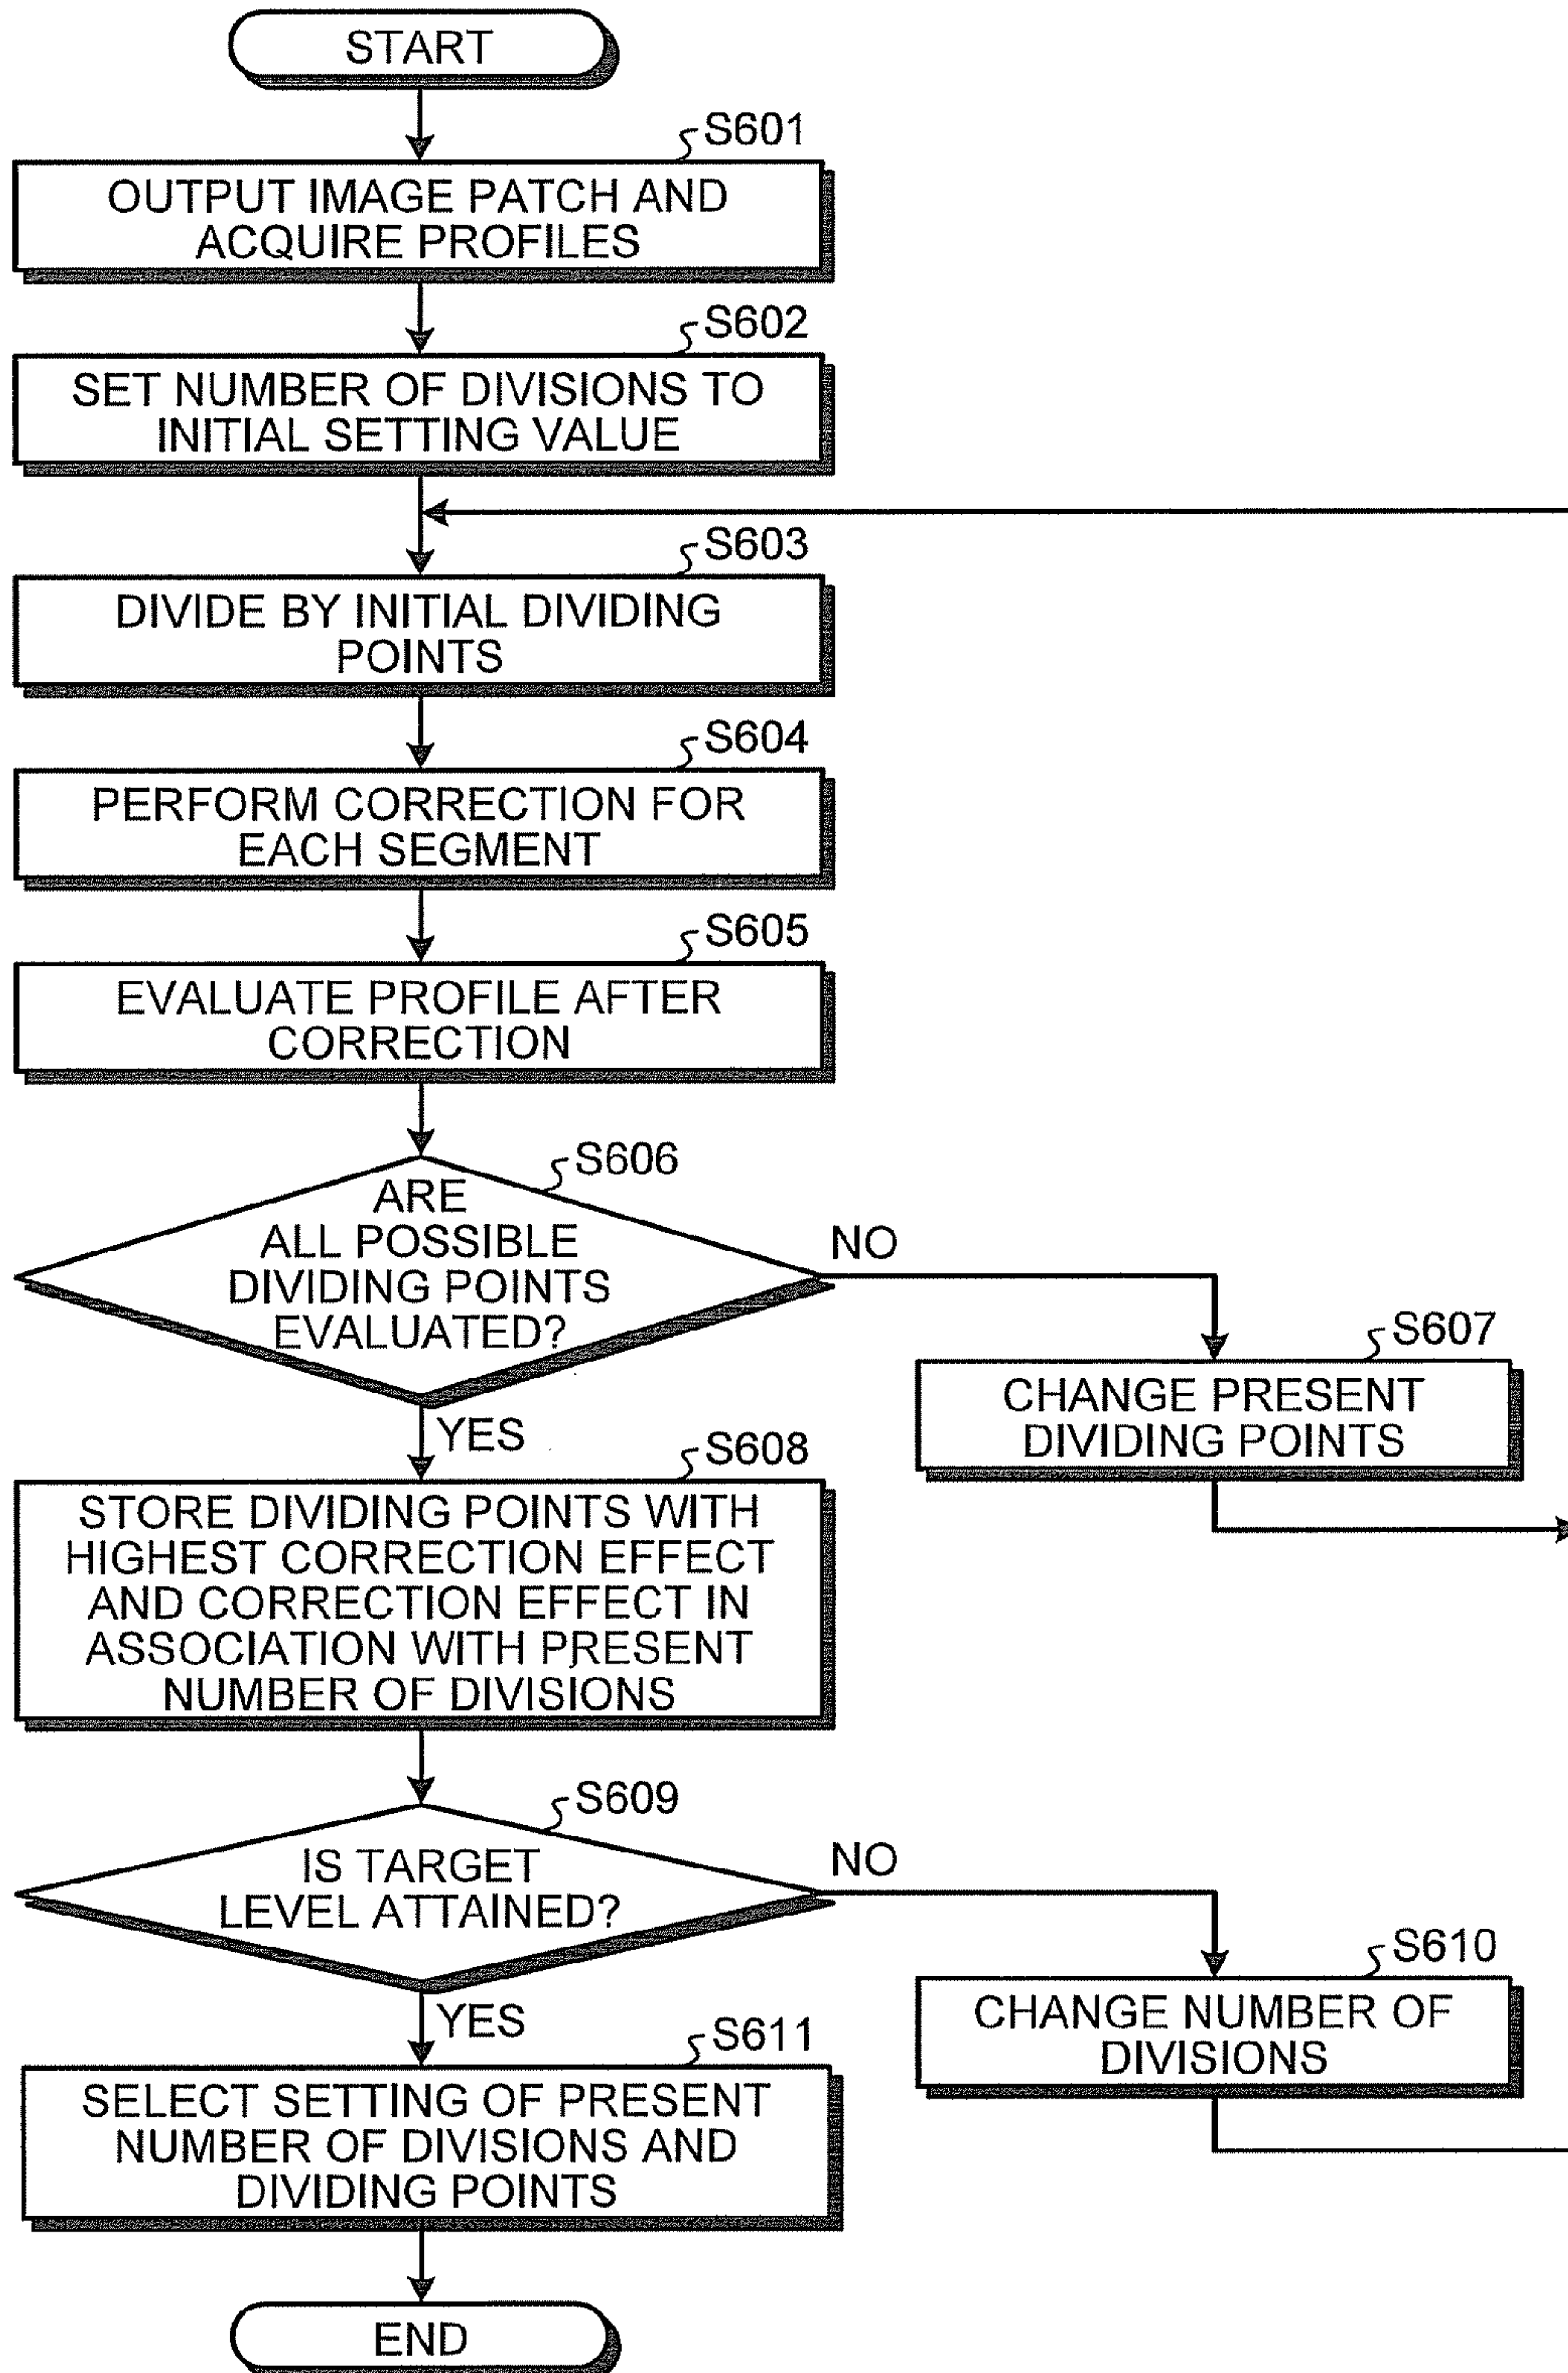 START
S601
OUTPUT IMAGE PATCH AND
ACQUIRE PROFILES
S602
SET NUMBER OF DIVISIONS TO
INITIAL SETTING VALUE
S603
DIVIDE BY INITIAL DIVIDING
POINTS
S604
PERFORM CORRECTION FOR
EACH SEGMENT
S605
EVALUATE PROFILE AFTER
CORRECTION
S606
ARE
ALL POSSIBLE
DIVIDING POINTS
EVALUATED?
NO
S607
CHANGE PRESENT
DIVIDING POINTS
YES
S608
STORE DIVIDING POINTS WITH
HIGHEST CORRECTION EFFECT
AND CORRECTION EFFECT IN
ASSOCIATION WITH PRESENT
NUMBER OF DIVISIONS
S609
IS TARGET
LEVEL ATTAINED?
NO
S610
CHANGE NUMBER OF
DIVISIONS
YES
S611
SELECT SETTING OF PRESENT
NUMBER OF DIVISIONS AND
DIVIDING POINTS
END